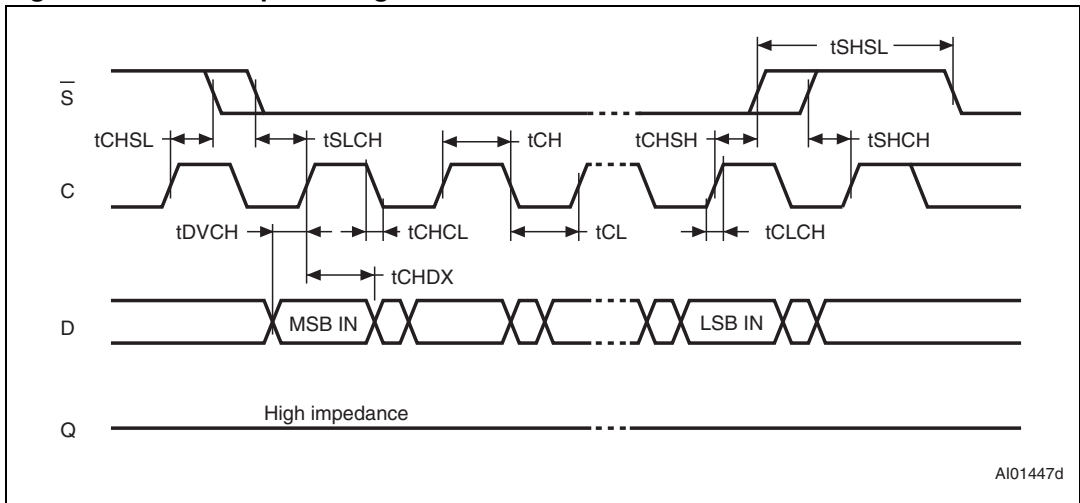 tSHSL
S
tCHSL
tSLCH
tCH
tCHSH
tSHCH
C
tDVCH
tCHCL
tCL
tCLCH
tCHDX
D
MSB IN
LSB IN
High impedance
Q
AI01447d